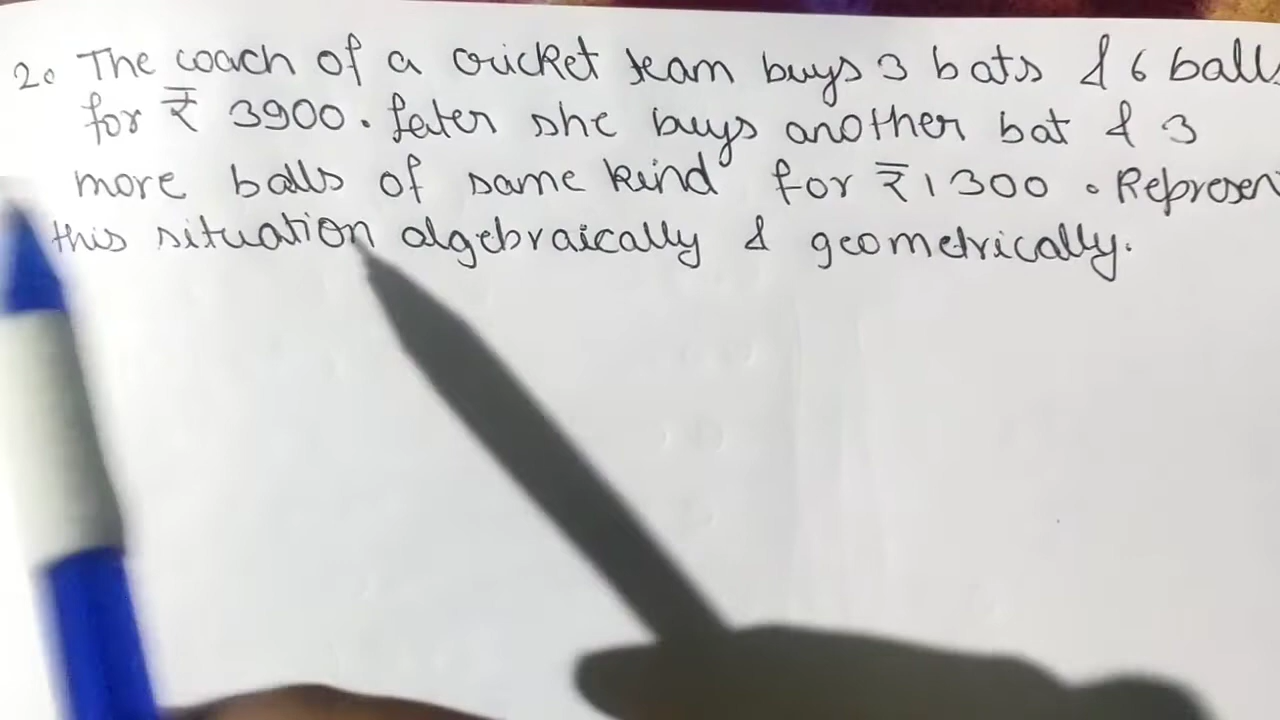 2. The coach of a cricket team buys 3 bats & 6 ball
for ₹ 3900. Later she buys another bat & 3
more balls of same kind for ₹1300. Represen
this situation algebraically & geometrically.